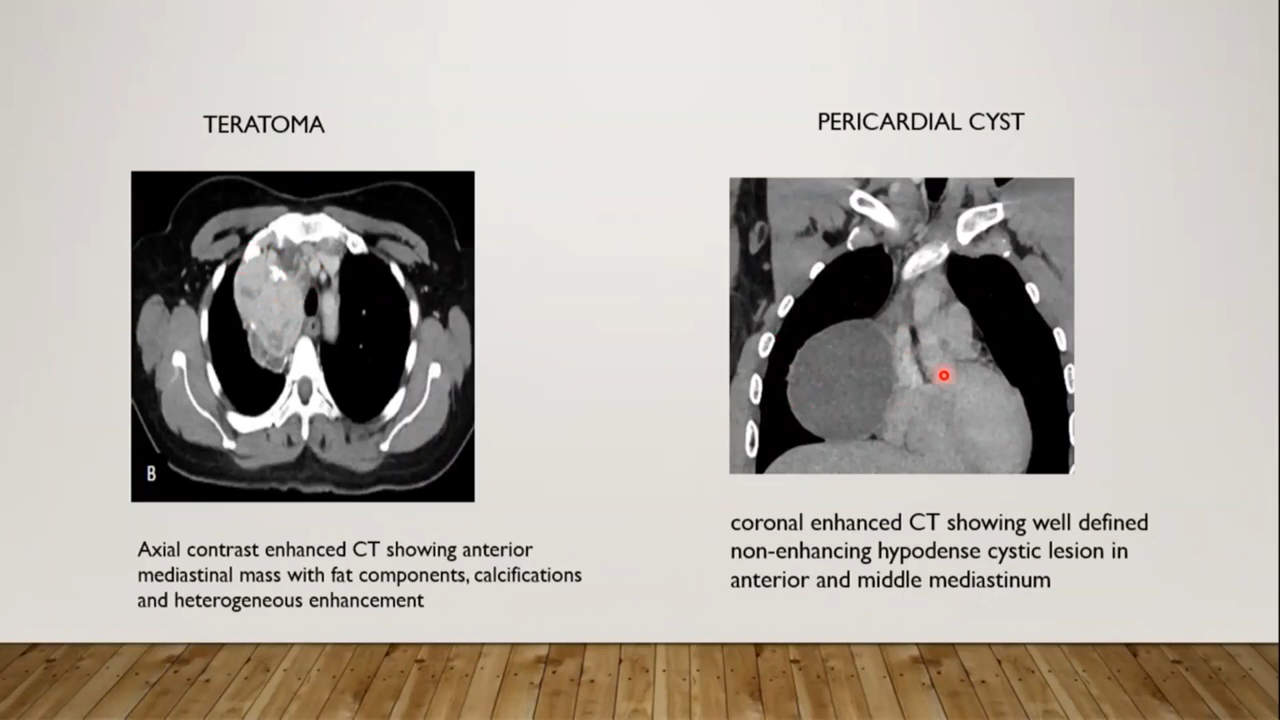 TERATOMA
PERICARDIAL CYST
B
Axial contrast enhanced CT showing anterior
mediastinal mass with fat components, calcifications
and heterogeneous enhancement
coronal enhanced CT showing well defined
non-enhancing hypodense cystic lesion in
anterior and middle mediastinum